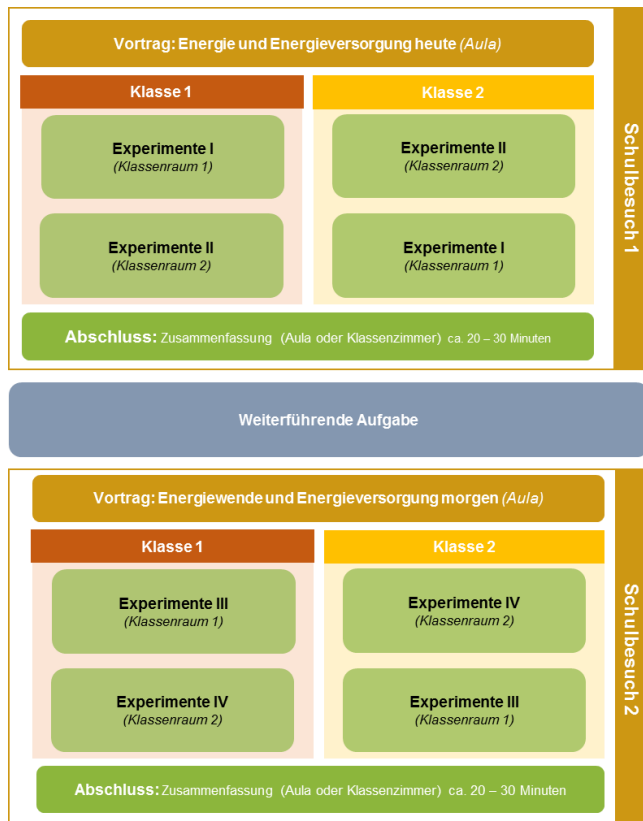 Vortrag: Energie und Energieversorgung heute (Aula)
Klasse 1
Klasse 2
Experimente I
(Klassenraum 1)
Experimente II
(Klassenraum 2)
Experimente II
(Klassenraum 2)
Experimente I
(Klassenraum 1)
Abschluss: Zusammenfassung (Aula oder Klassenzimmer) ca. 20 – 30 Minuten
Schulbesuch 1
Weiterführende Aufgabe
Vortrag: Energiewende und Energieversorgung morgen (Aula)
Klasse 1
Klasse 2
Experimente III
(Klassenraum 1)
Experimente IV
(Klassenraum 2)
Experimente IV
(Klassenraum 2)
Experimente III
(Klassenraum 1)
Abschluss: Zusammenfassung (Aula oder Klassenzimmer) ca. 20 – 30 Minuten
Schulbesuch 2